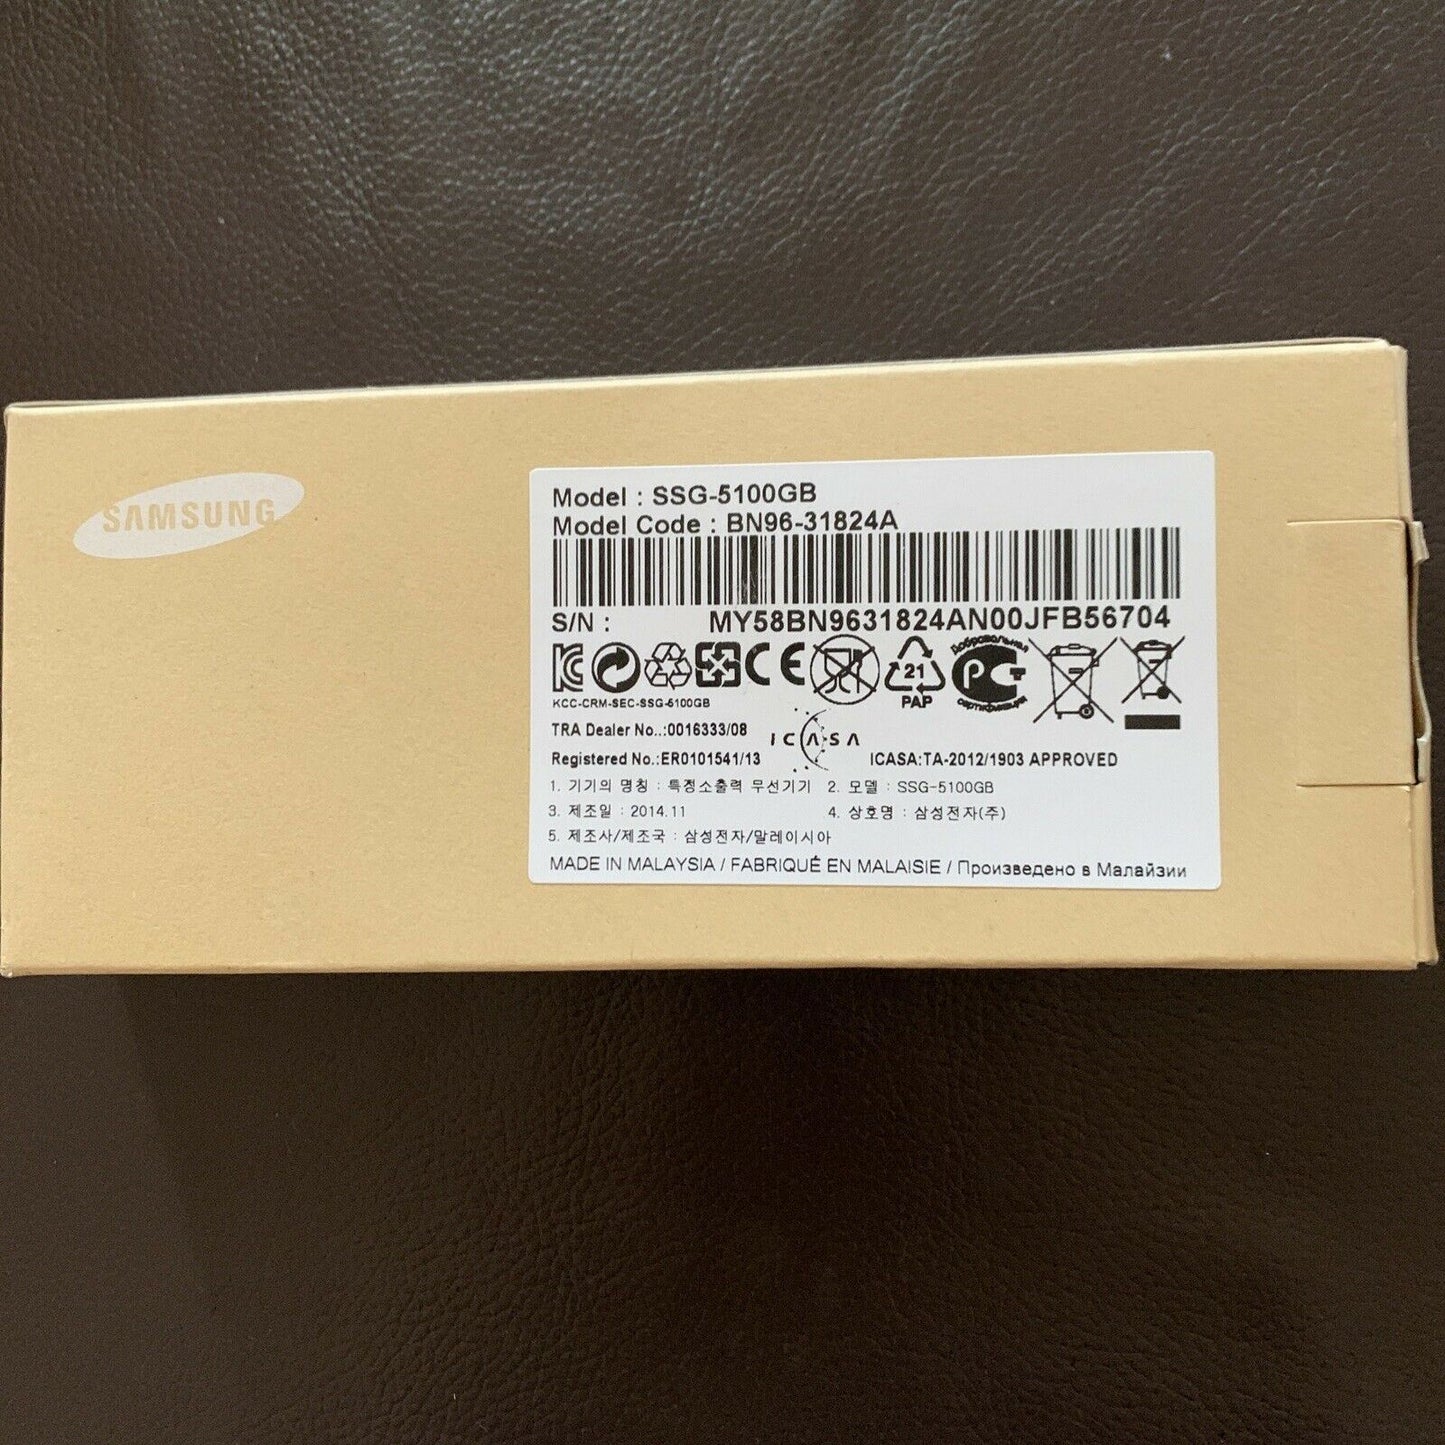 SAMSUNG
Model : SSG-5100GB
Model Code : BN96-31824A
S/N : MY58BN9631824AN00JFB56704
CE
21
PAP
Добровольная
РСТ
сертификация
KCC-CRM-SEC-SSG-5100GB
TRA Dealer No..:0016333/08
ICASA
Registered No.:ER0101541/13 ICASA:TA-2012/1903 APPROVED
1. 기기의 명칭 : 특정소출력 무선기기 2. 모델 : SSG-5100GB
3. 제조일 : 2014.11 4. 상호명 : 삼성전자(주)
5. 제조사/제조국 : 삼성전자/말레이시아
MADE IN MALAYSIA / FABRIQUÉ EN MALAISIE / Произведено в Малайзии